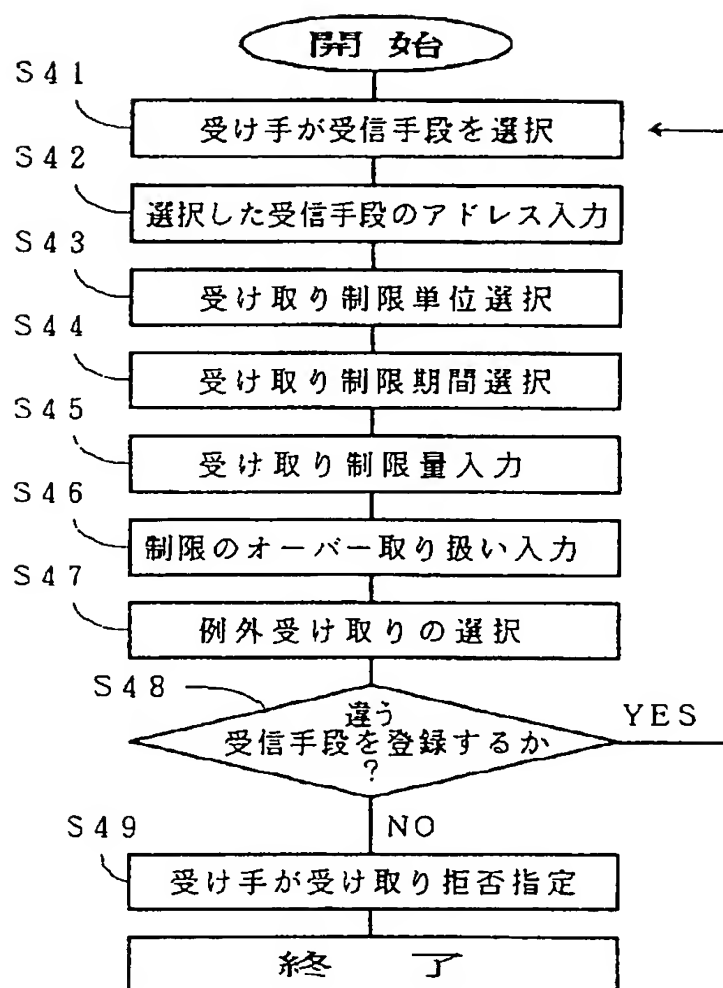 開始
S41
受け手が受信手段を選択
S42
選択した受信手段のアドレス入力
S43
受け取り制限単位選択
S44
受け取り制限期間選択
S45
受け取り制限量入力
S46
制限のオーバー取り扱い入力
S47
例外受け取りの選択
S48
違う
受信手段を登録するか
?
YES
NO
S49
受け手が受け取り拒否指定
終了